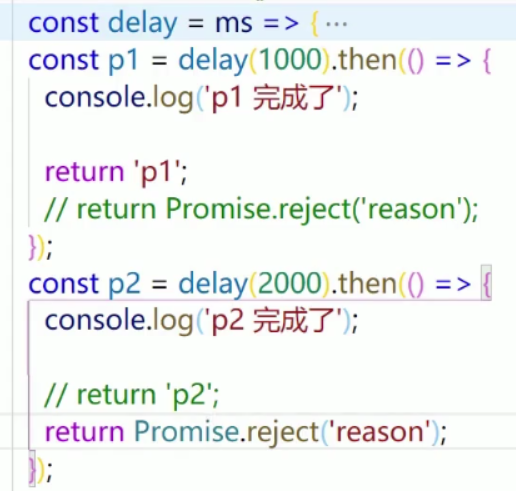 const delay = ms => {···
const p1 = delay(1000).then(() => {
console.log('p1 完成了');
return 'p1';
// return Promise.reject('reason');
});
const p2 = delay(2000).then(() => {
console.log('p2 完成了');
// return 'p2';
return Promise.reject('reason');
});